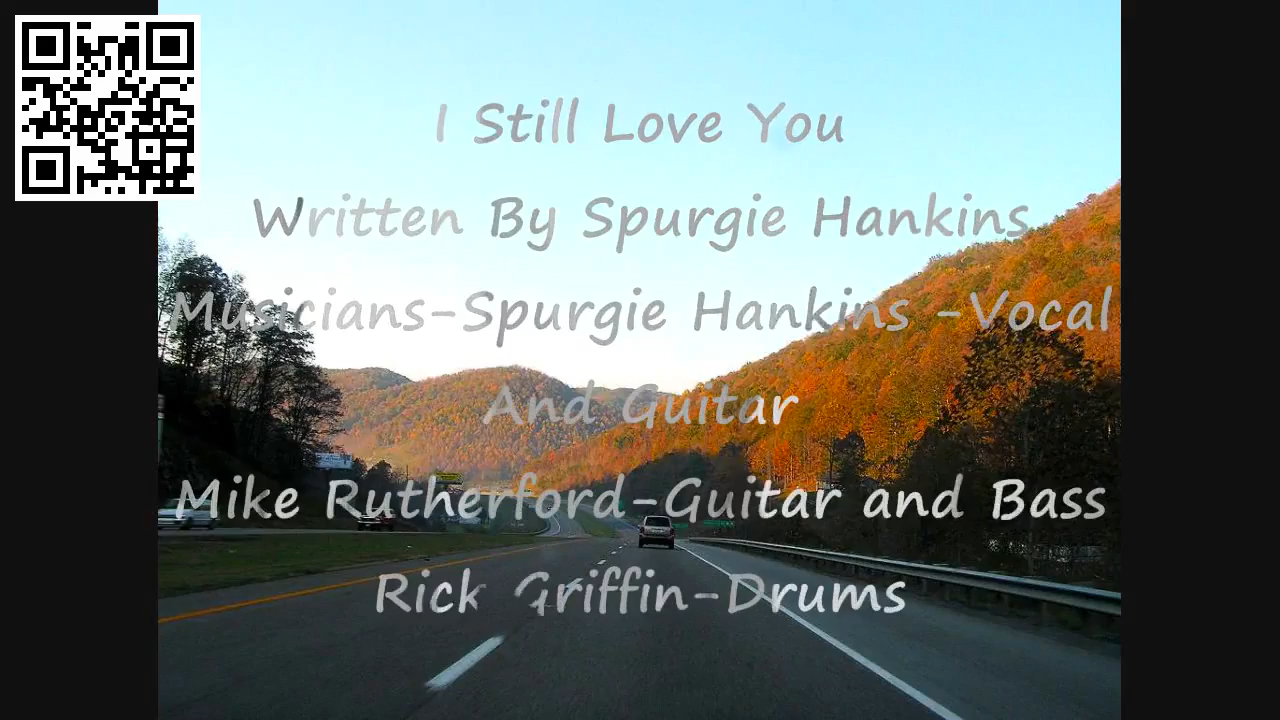 I Still Love You
Written By Spurgie Hankins
Musicians-Spurgie Hankins -Vocal
And Guitar
Mike Rutherford-Guitar and Bass
Rick Griffin-Drums